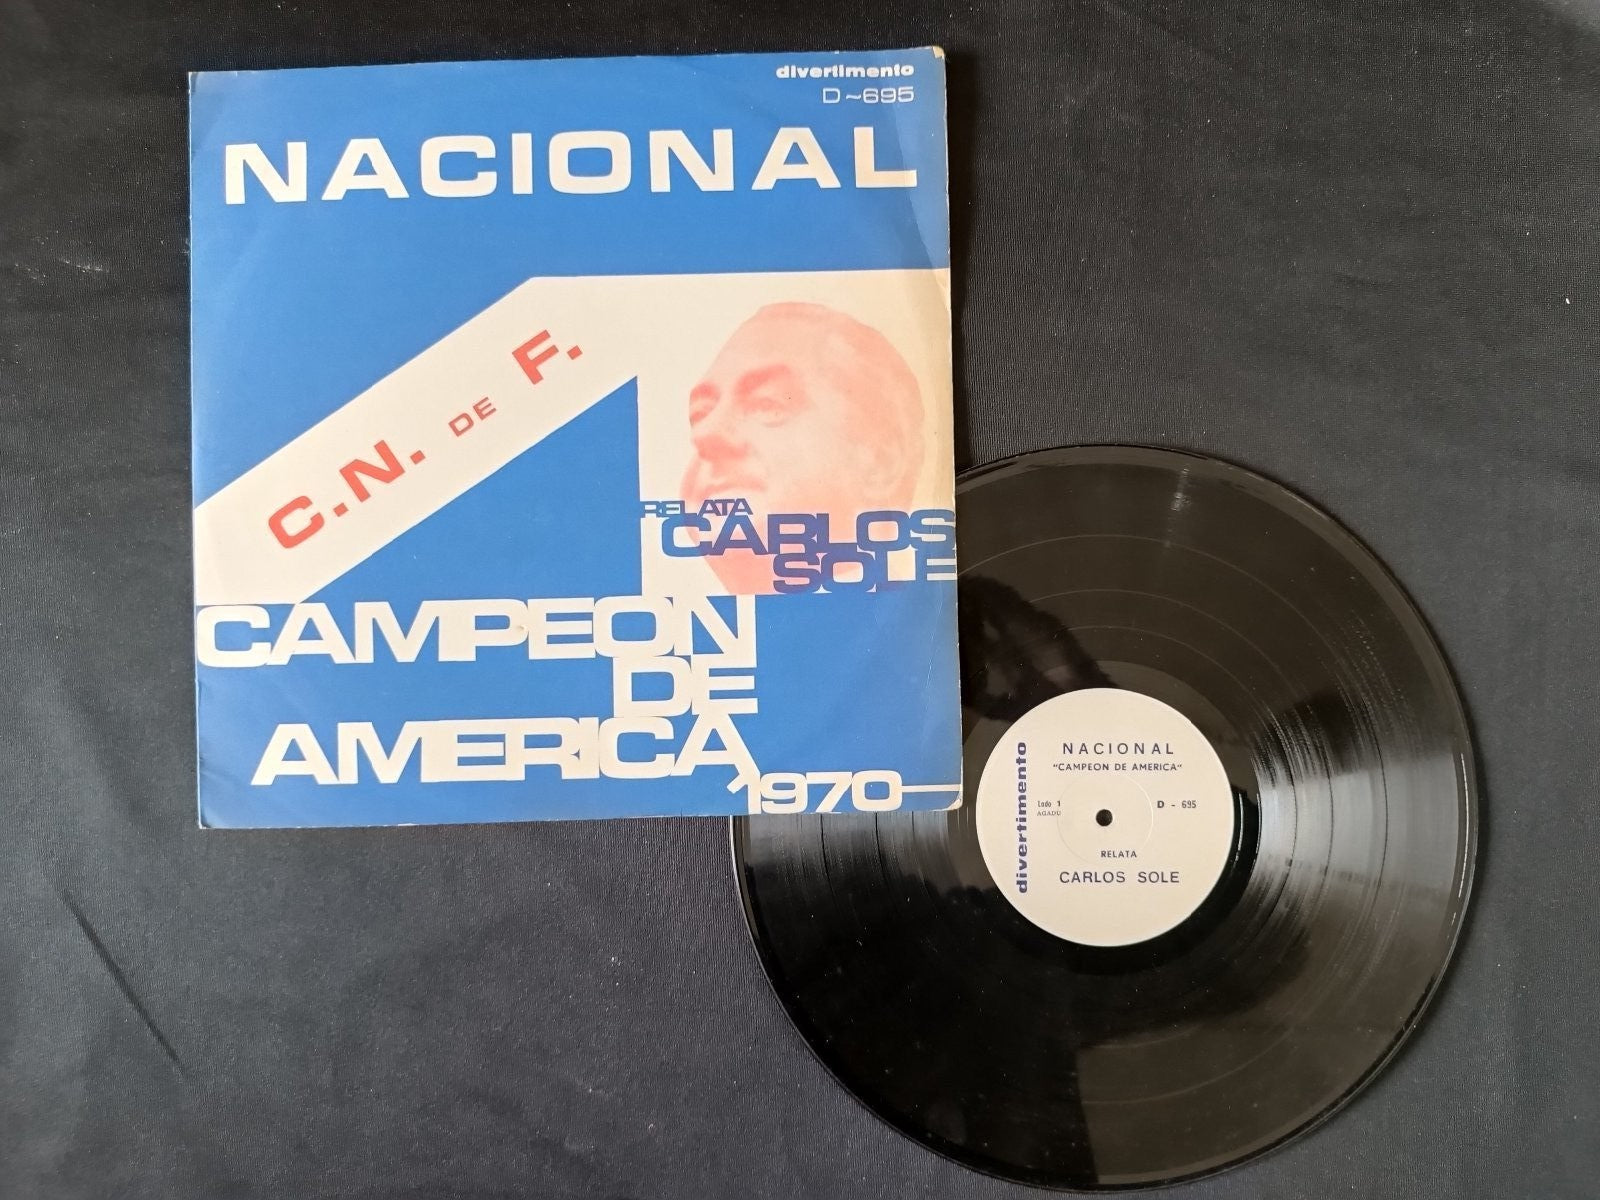 divertimento
D~695
NACIONAL
C.N. DE F.
RELATA
CARLOS
SOLE
CAMPEON
DE
AMERICA
1970
divertimento
NACIONAL
"CAMPEON DE AMERICA"
Lado 1
AGADU
D - 695
RELATA
CARLOS SOLE